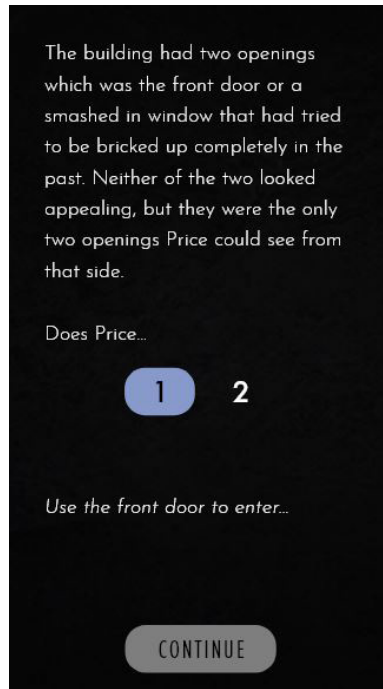 The building had two openings
which was the front door or a
smashed in window that had tried
to be bricked up completely in the
past. Neither of the two looked
appealing, but they were the only
two openings Price could see from
that side.
Does Price...
1 2
Use the front door to enter...
CONTINUE